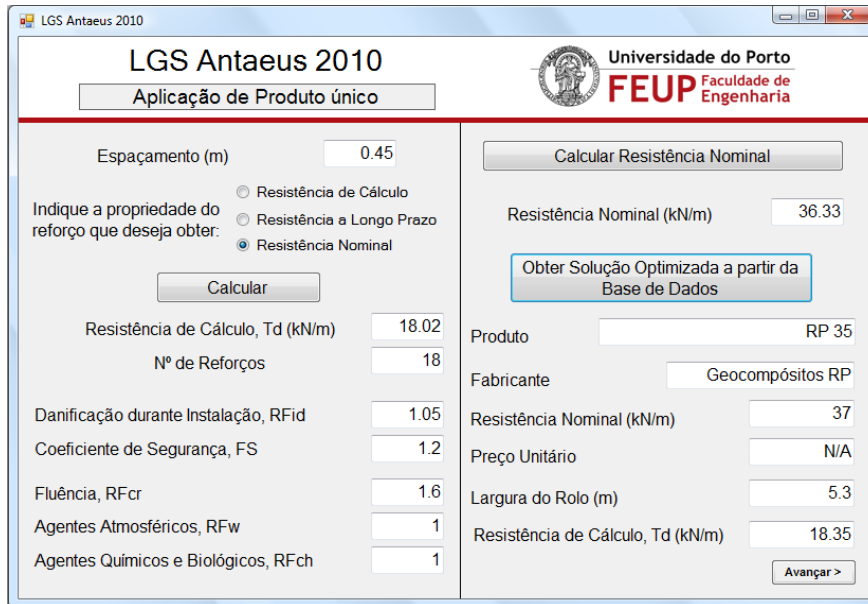 LGS Antaeus 2010
LGS Antaeus 2010
Aplicação de Produto único
Universidade do Porto
FEUP Faculdade de
Engenharia
Espaçamento (m) 0.45
Indique a propriedade do
reforço que deseja obter:
Resistência de Cálculo
Resistência a Longo Prazo
Resistência Nominal
Calcular
Resistência de Cálculo, Td (kN/m) 18.02
Nº de Reforços 18
Danificação durante Instalação, RFid 1.05
Coeficiente de Segurança, FS 1.2
Fluência, RFcr 1.6
Agentes Atmosféricos, RFw 1
Agentes Químicos e Biológicos, RFch 1
Calcular Resistência Nominal
Resistência Nominal (kN/m) 36.33
Obter Solução Optimizada a partir da
Base de Dados
Produto RP 35
Fabricante Geocompósitos RP
Resistência Nominal (kN/m) 37
Preço Unitário N/A
Largura do Rolo (m) 5.3
Resistência de Cálculo, Td (kN/m) 18.35
Avançar >